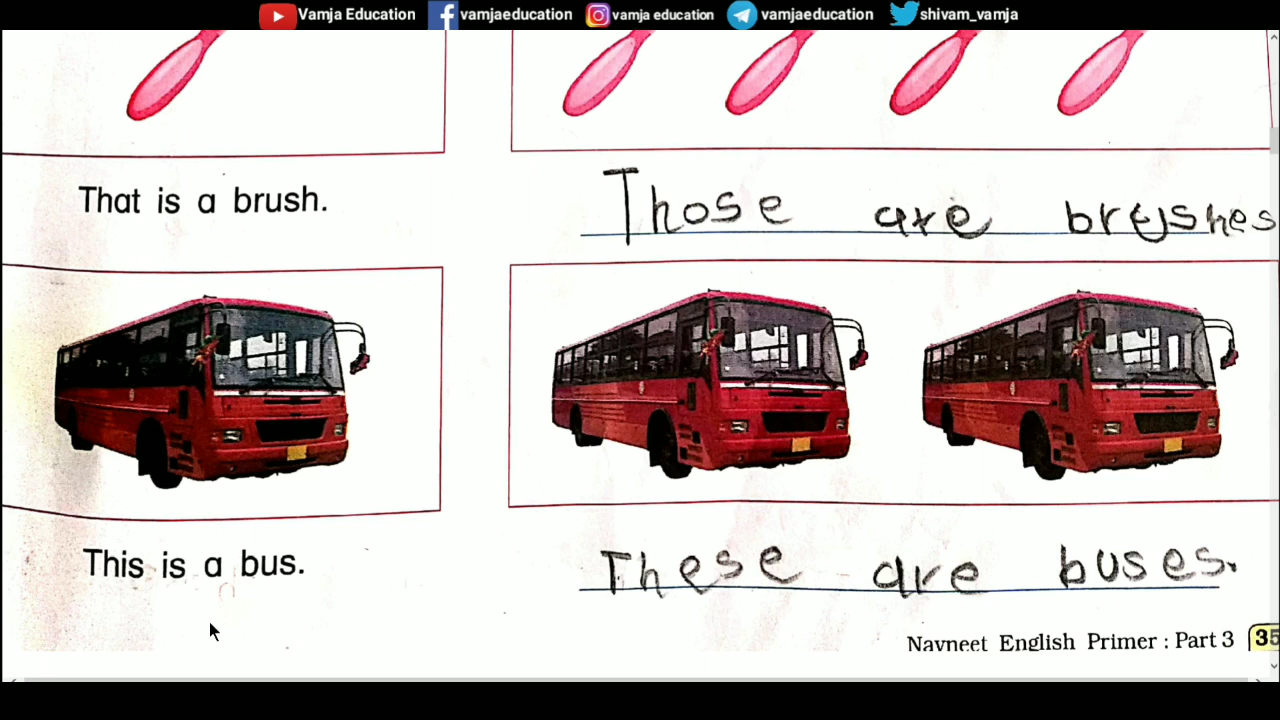 Vamja Education vamjaeducation vamja education vamjaeducation shivam_vamja
That is a brush.
Those are brushes
This is a bus.
These are buses.
Navneet English Primer : Part 3 35